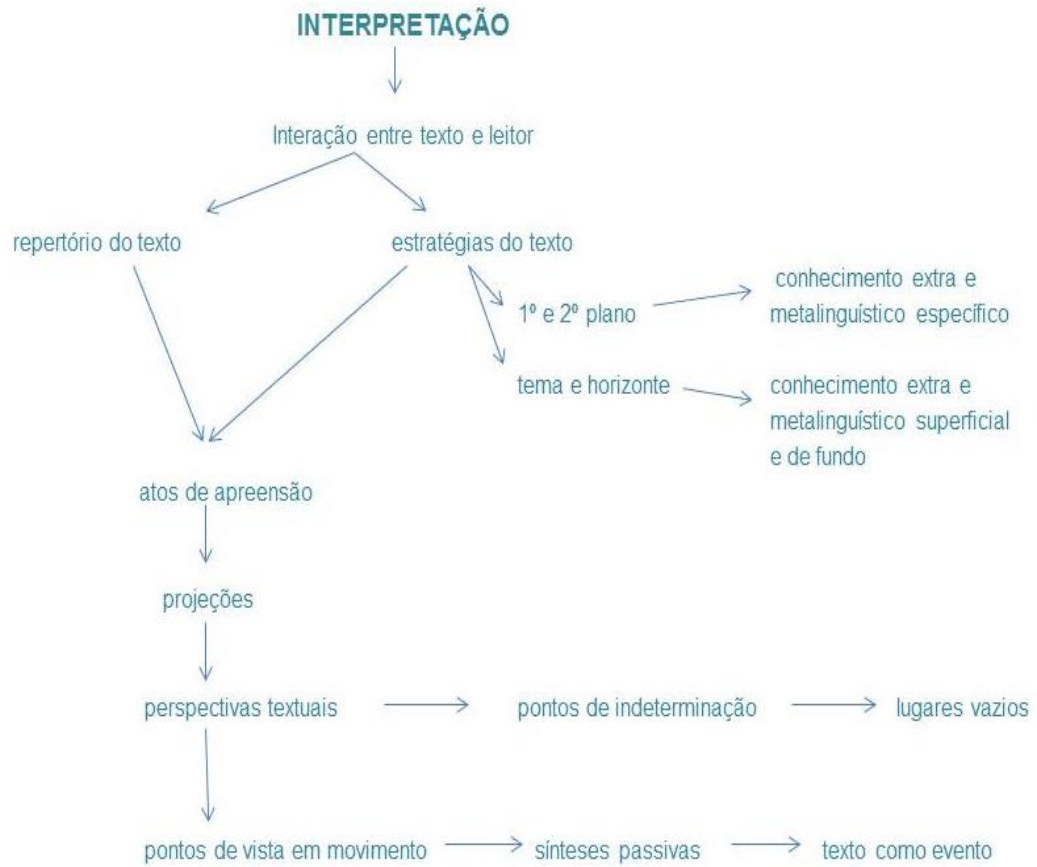 INTERPRETAÇÃO
Interação entre texto e leitor
repertório do texto
estratégias do texto
1º e 2º plano
conhecimento extra e
metalinguístico específico
tema e horizonte
conhecimento extra e
metalinguístico superficial
e de fundo
atos de apreensão
projeções
perspectivas textuais
pontos de indeterminação
lugares vazios
pontos de vista em movimento
sínteses passivas
texto como evento